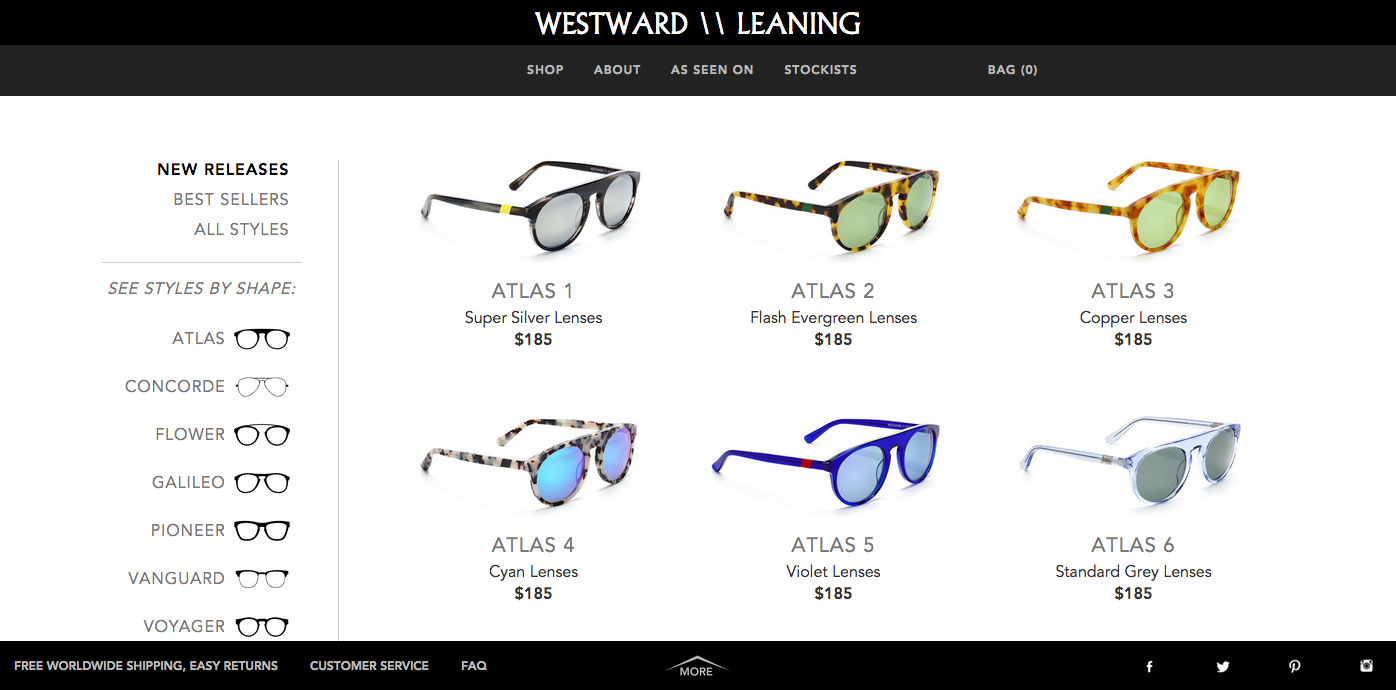 WESTWARD \\ LEANING
SHOP ABOUT AS SEEN ON STOCKISTS BAG (0)
NEW RELEASES
BEST SELLERS
ALL STYLES
SEE STYLES BY SHAPE:
ATLAS
CONCORDE
FLOWER
GALILEO
PIONEER
VANGUARD
VOYAGER
ATLAS 1
Super Silver Lenses
$185
ATLAS 2
Flash Evergreen Lenses
$185
ATLAS 3
Copper Lenses
$185
ATLAS 4
Cyan Lenses
$185
ATLAS 5
Violet Lenses
$185
ATLAS 6
Standard Grey Lenses
$185
FREE WORLDWIDE SHIPPING, EASY RETURNS CUSTOMER SERVICE FAQ MORE